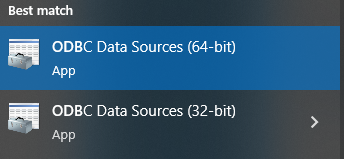 Best match
ODBC Data Sources (64-bit)
App
ODBC Data Sources (32-bit)
App